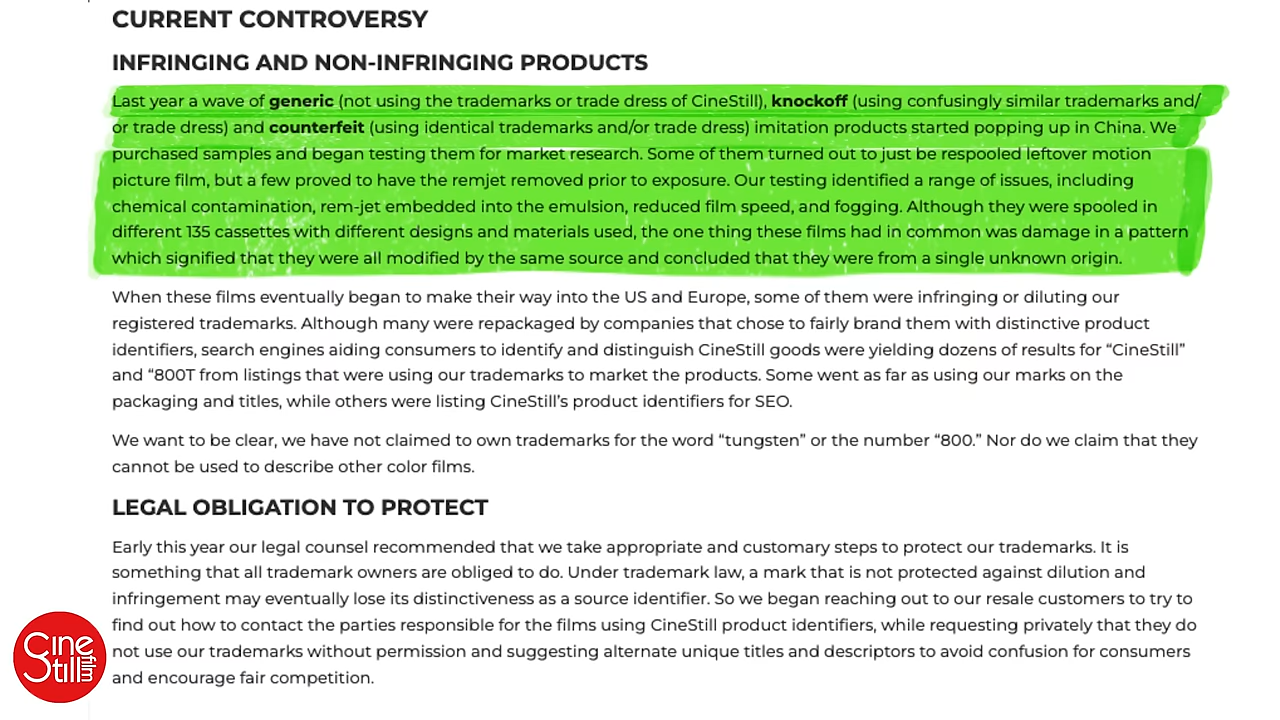 CURRENT CONTROVERSY
INFRINGING AND NON-INFRINGING PRODUCTS
Last year a wave of generic (not using the trademarks or trade dress of CineStill), knockoff (using confusingly similar trademarks and/
or trade dress) and counterfeit (using identical trademarks and/or trade dress) imitation products started popping up in China. We
purchased samples and began testing them for market research. Some of them turned out to just be respooled leftover motion
picture film, but a few proved to have the remjet removed prior to exposure. Our testing identified a range of issues, including
chemical contamination, rem-jet embedded into the emulsion, reduced film speed, and fogging. Although they were spooled in
different 135 cassettes with different designs and materials used, the one thing these films had in common was damage in a pattern
which signified that they were all modified by the same source and concluded that they were from a single unknown origin.
When these films eventually began to make their way into the US and Europe, some of them were infringing or diluting our
registered trademarks. Although many were repackaged by companies that chose to fairly brand them with distinctive product
identifiers, search engines aiding consumers to identify and distinguish CineStill goods were yielding dozens of results for “CineStill”
and “800T from listings that were using our trademarks to market the products. Some went as far as using our marks on the
packaging and titles, while others were listing CineStill’s product identifiers for SEO.
We want to be clear, we have not claimed to own trademarks for the word “tungsten” or the number “800.” Nor do we claim that they
cannot be used to describe other color films.
LEGAL OBLIGATION TO PROTECT
Early this year our legal counsel recommended that we take appropriate and customary steps to protect our trademarks. It is
something that all trademark owners are obliged to do. Under trademark law, a mark that is not protected against dilution and
infringement may eventually lose its distinctiveness as a source identifier. So we began reaching out to our resale customers to try to
find out how to contact the parties responsible for the films using CineStill product identifiers, while requesting privately that they do
not use our trademarks without permission and suggesting alternate unique titles and descriptors to avoid confusion for consumers
and encourage fair competition.
Cine
Still
film